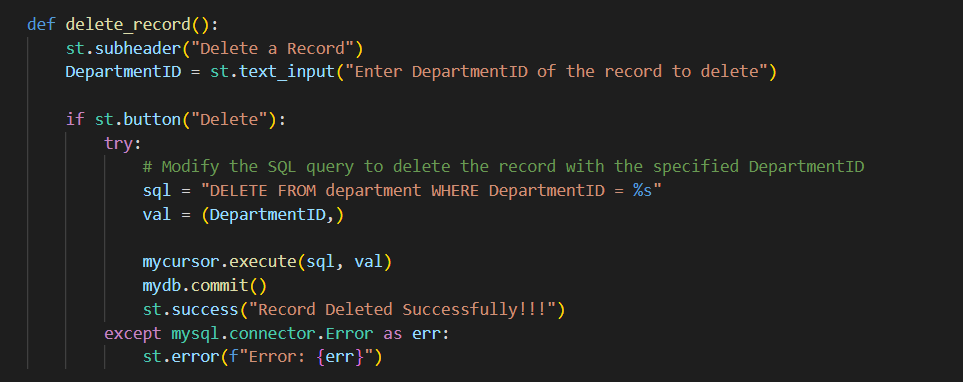 def delete_record():
    st.subheader("Delete a Record")
    DepartmentID = st.text_input("Enter DepartmentID of the record to delete")

    if st.button("Delete"):
        try:
            # Modify the SQL query to delete the record with the specified DepartmentID
            sql = "DELETE FROM department WHERE DepartmentID = %s"
            val = (DepartmentID,)

            mycursor.execute(sql, val)
            mydb.commit()
            st.success("Record Deleted Successfully!!!")
        except mysql.connector.Error as err:
            st.error(f"Error: {err}")